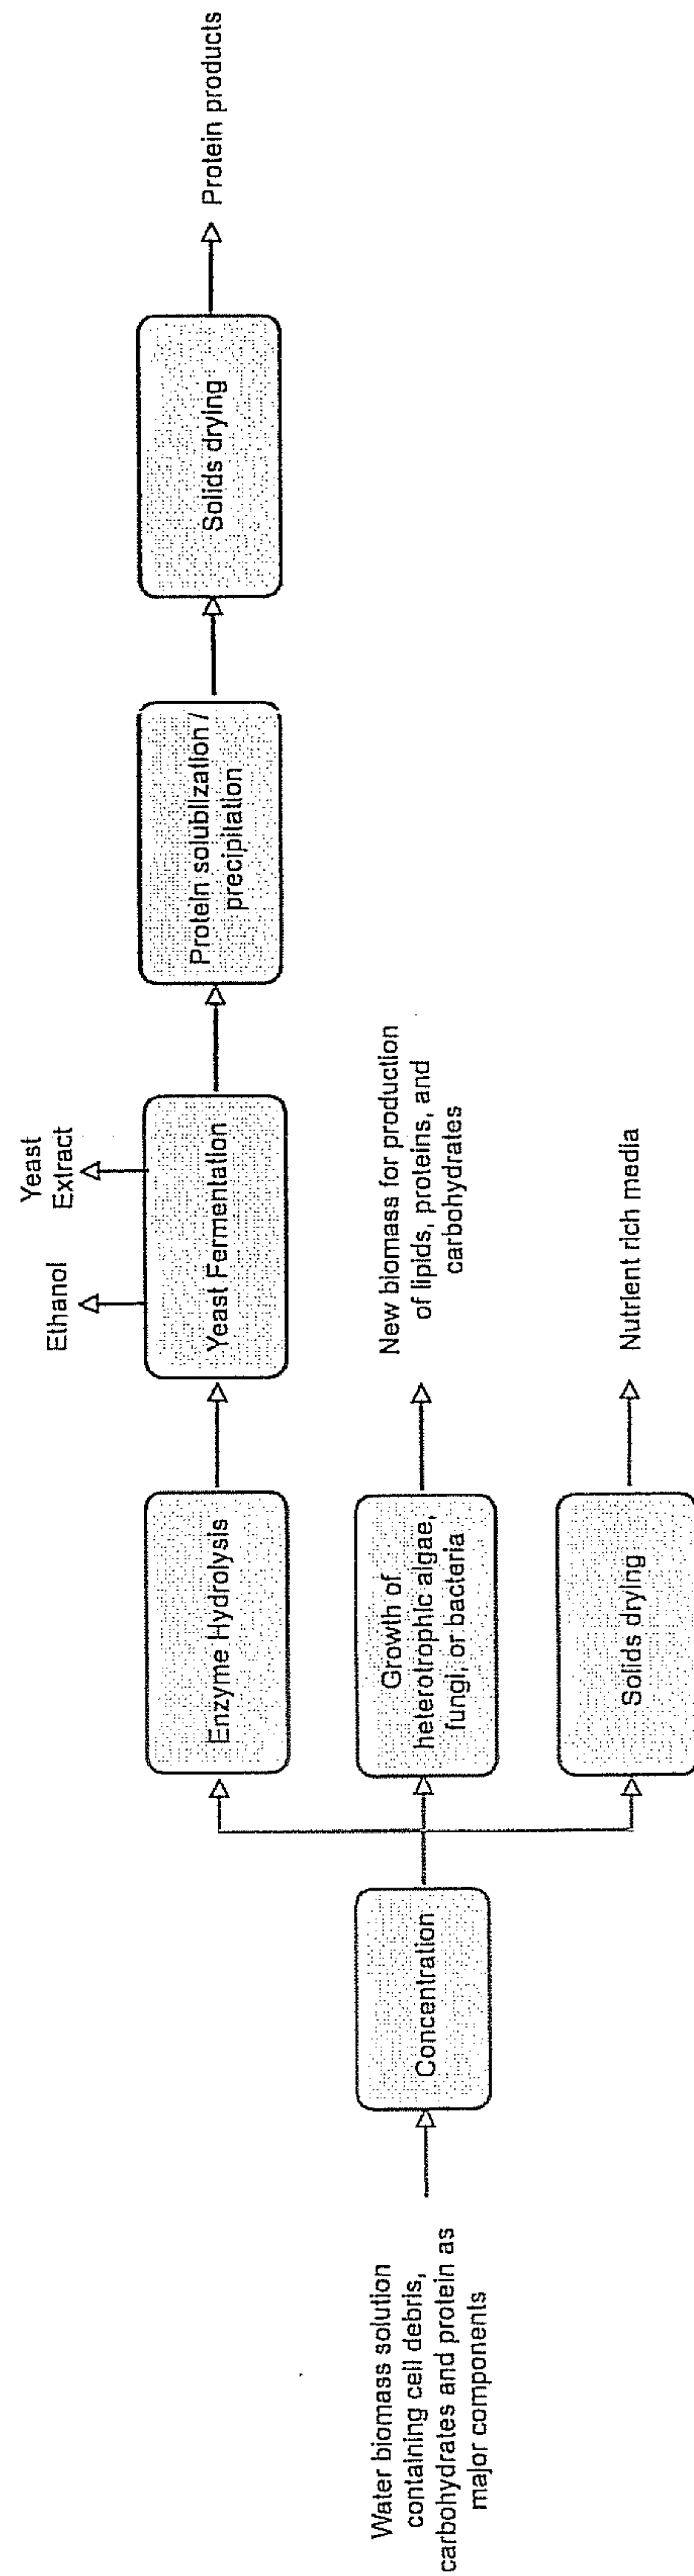 Water biomass solution
containing cell debris,
carbohydrates and protein as
major components
Concentration
Enzyme Hydrolysis
Ethanol
Yeast
Extract
Yeast Fermentation
Protein solublization /
precipitation
Solids drying
Protein products
Growth of
heterotrophic algae,
fungi, or bacteria
New biomass for production
of lipids, proteins, and
carbohydrates
Solids drying
Nutrient rich media